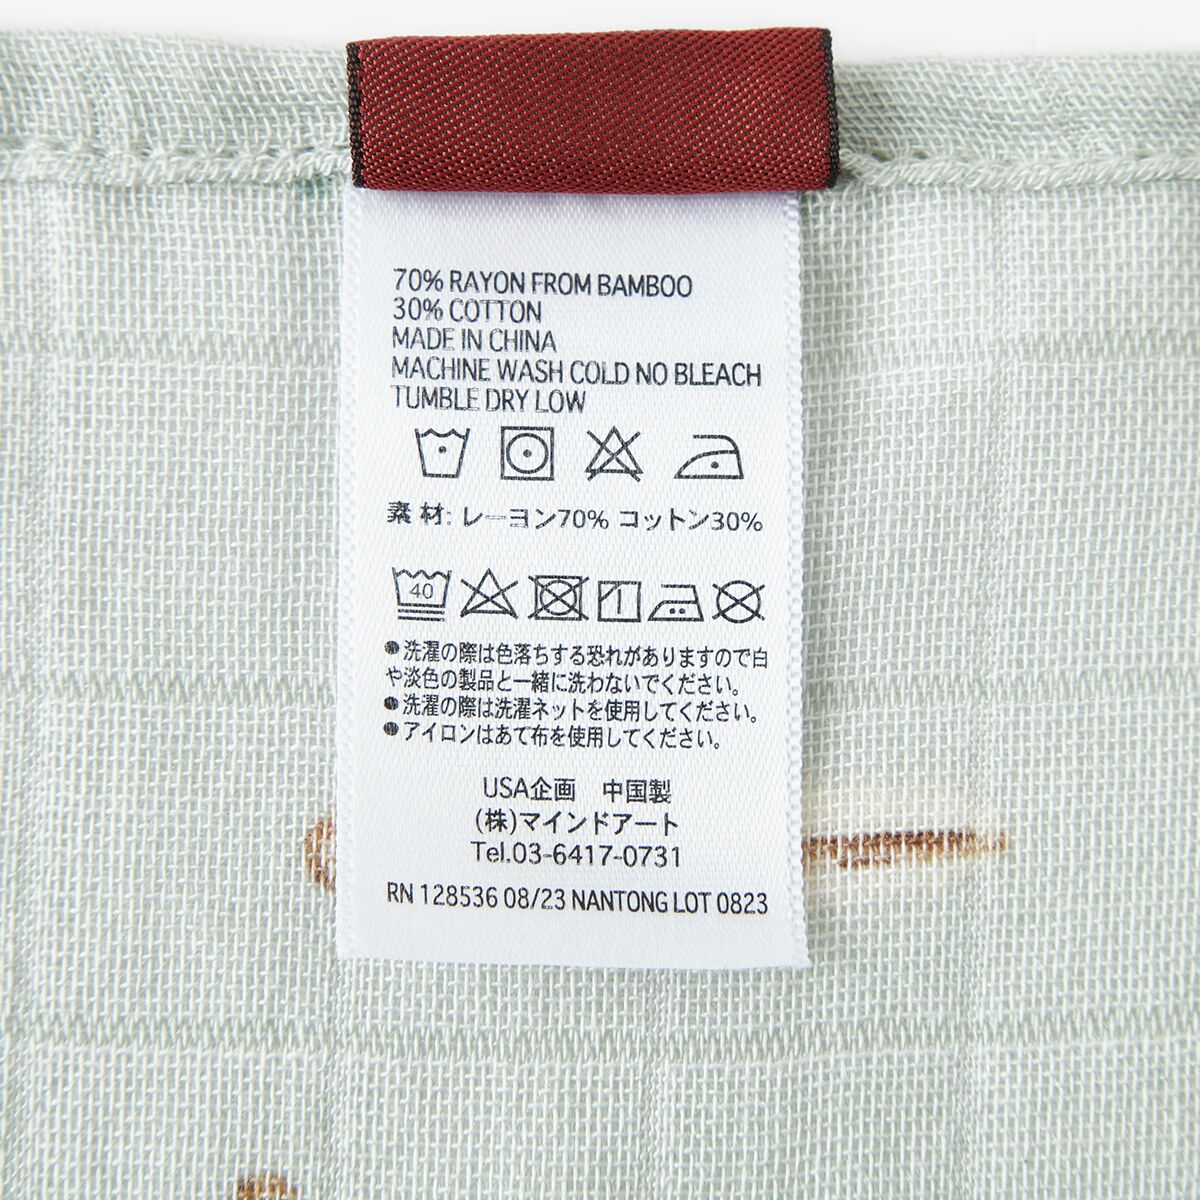 70% RAYON FROM BAMBOO
30% COTTON
MADE IN CHINA
MACHINE WASH COLD NO BLEACH
TUMBLE DRY LOW
素 材: レーヨン70% コットン30%
40
●洗濯の際は色落ちする恐れがありますので白
や淡色の製品と一緒に洗わないでください。
●洗濯の際は洗濯ネットを使用してください。
●アイロンはあて布を使用してください。
USA企画 中国製
(株)マインドアート
Tel.03-6417-0731
RN 128536 08/23 NANTONG LOT 0823